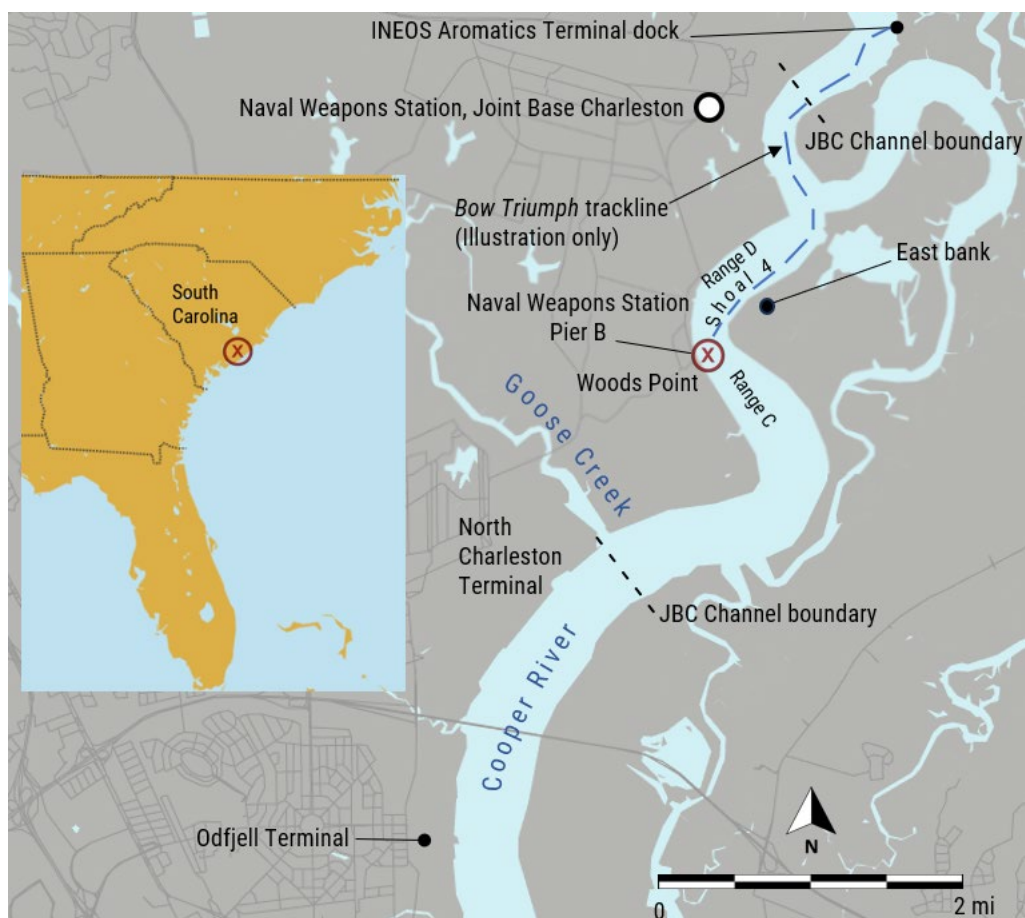 INEOS Aromatics Terminal dock
Naval Weapons Station, Joint Base Charleston
JBC Channel boundary
Bow Triumph trackline
(Illustration only)
East bank
Range D
Shoal 4
Naval Weapons Station
Pier B
X
Woods Point
Range C
South
Carolina
X
Goose Creek
North
Charleston
Terminal
JBC Channel boundary
Cooper River
Odfjell Terminal
N
0
2 mi